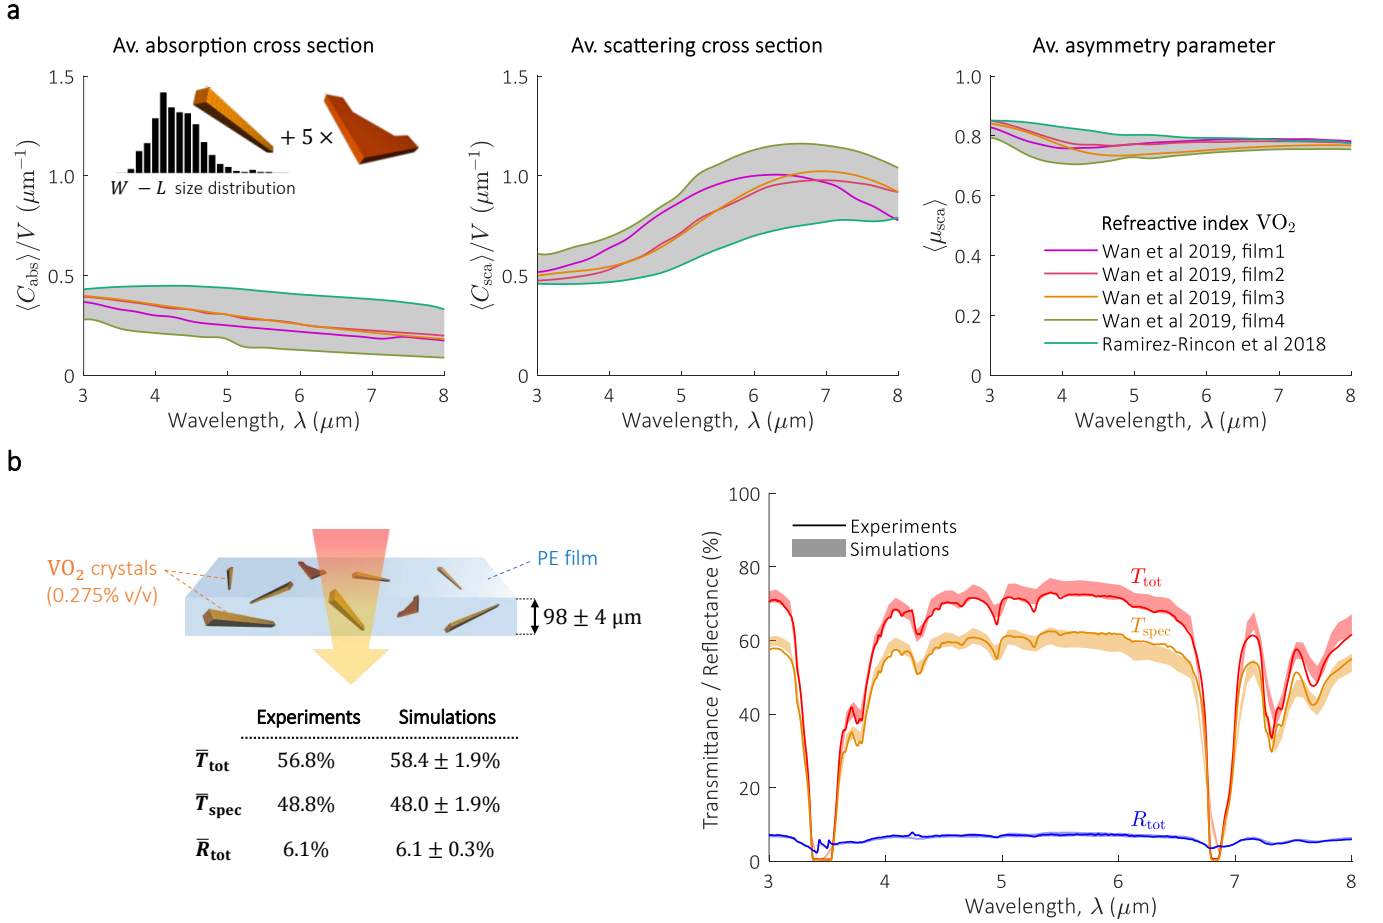 a
Av. absorption cross section
Av. scattering cross section
Av. asymmetry parameter
1.5
1.0
0.5
0
⟨C_abs⟩/V (μm⁻¹)
+ 5 ×
W − L size distribution
3 4 5 6 7 8
Wavelength, λ (μm)
1.5
1.0
0.5
0
⟨C_sca⟩/V (μm⁻¹)
3 4 5 6 7 8
Wavelength, λ (μm)
1.0
0.8
0.6
0.4
0.2
0
⟨μ_sca⟩
Refractive index VO₂
Wan et al 2019, film1
Wan et al 2019, film2
Wan et al 2019, film3
Wan et al 2019, film4
Ramirez-Rincon et al 2018
3 4 5 6 7 8
Wavelength, λ (μm)
b
VO₂ crystals
(0.275% v/v)
PE film
98 ± 4 μm
Experiments Simulations
T̅_tot 56.8% 58.4 ± 1.9%
T̅_spec 48.8% 48.0 ± 1.9%
R̅_tot 6.1% 6.1 ± 0.3%
100
80
60
40
20
0
Transmittance / Reflectance (%)
Experiments
Simulations
T_tot
T_spec
R_tot
3 4 5 6 7 8
Wavelength, λ (μm)